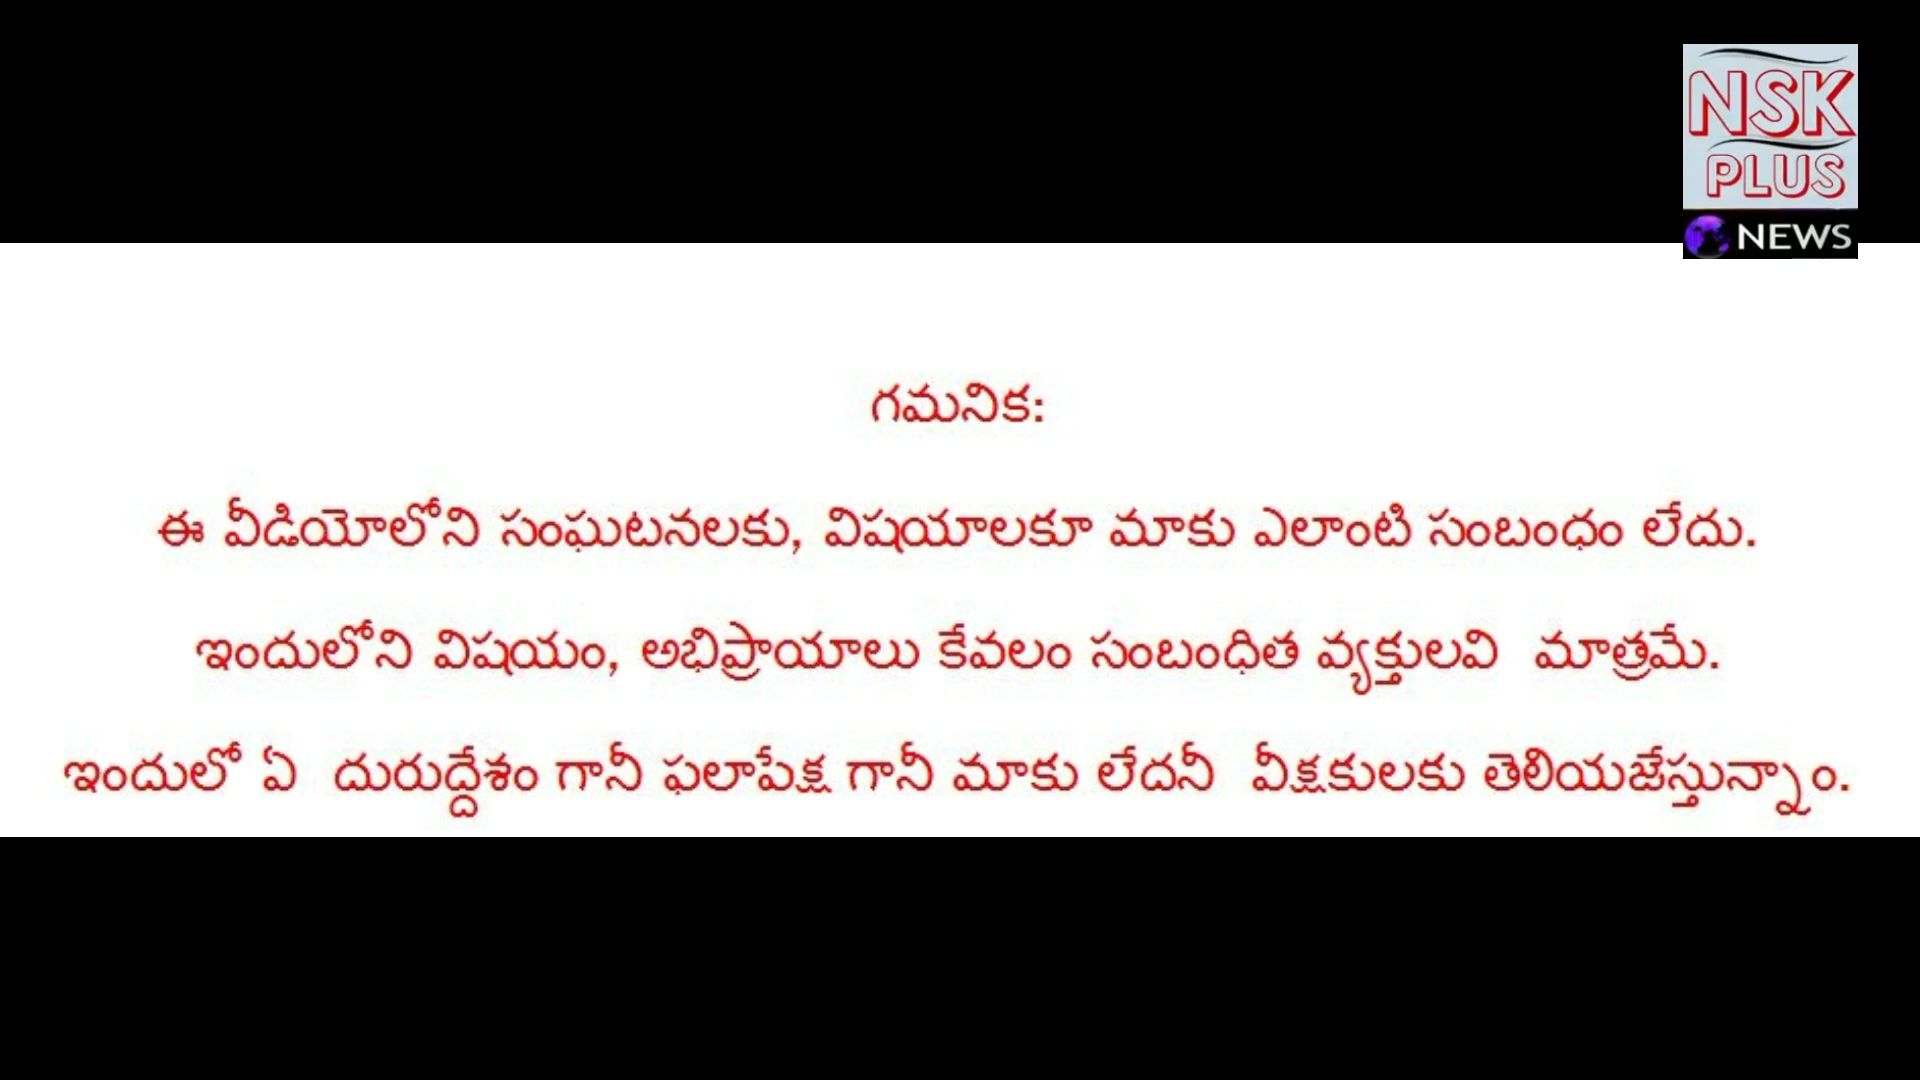 NSK
PLUS
NEWS
గమనిక:
ఈ వీడియోలోని సంఘటనలకు, విషయాలకూ మాకు ఎలాంటి సంబంధం లేదు.
ఇందులోని విషయం, అభిప్రాయాలు కేవలం సంబంధిత వ్యక్తులవి మాత్రమే.
ఇందులో ఏ దురుద్దేశం గానీ ఫలాపేక్ష గానీ మాకు లేదనీ వీక్షకులకు తెలియజేస్తున్నాం.